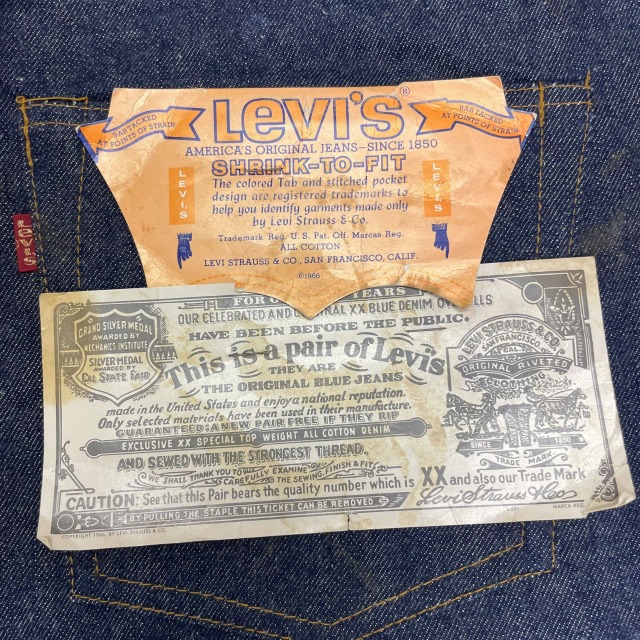 LEVI'S®
BARTACKED
AT POINTS OF STRAIN
BARTACKED
AT POINTS OF STRAIN
AMERICA'S ORIGINAL JEANS-SINCE 1850
SHRINK-TO-FIT
The colored Tab and stitched pocket
design are registered trademarks to
help you identify garments made only
by Levi Strauss & Co.
LEVI'S
LEVI'S
Trademark Reg. U.S. Pat. Off. Marcas Reg.
ALL COTTON
LEVI STRAUSS & CO., SAN FRANCISCO, CALIF.
©1966
LEVI'S
FOR YEARS
OUR CELEBRATED AND XX BLUE DENIM
HAVE BEEN BEFORE THE PUBLIC.
This is a pair of Levi's
THEY ARE
THE ORIGINAL BLUE JEANS
made in the United States and enjoy a national reputation.
Only selected materials have been used in their manufacture.
GUARANTEED: A NEW PAIR FREE IF THEY RIP
EXCLUSIVE XX SPECIAL TOP WEIGHT ALL COTTON DENIM
AND SEWED WITH THE STRONGEST THREAD.
WE SHALL THANK YOU TO CAREFULLY EXAMINE THE SEWING, FINISH & FIT
CAUTION: See that this Pair bears the quality number which is XX and also our Trade Mark
BY PULLING THE STAPLE THIS TICKET CAN BE REMOVED
GRAND SILVER MEDAL
AWARDED BY
MECHANICS INSTITUTE
SILVER MEDAL
AWARDED BY
CAL STATE FAIR
LEVI STRAUSS & CO.
SAN FRANCISCO,
CAL.
ORIGINAL RIVETED
CLOTHING
SINCE 1850
TRADE MARK
Levi Strauss & Co
MARCA REG.
COPYRIGHT 1966, BY LEVI STRAUSS & CO.